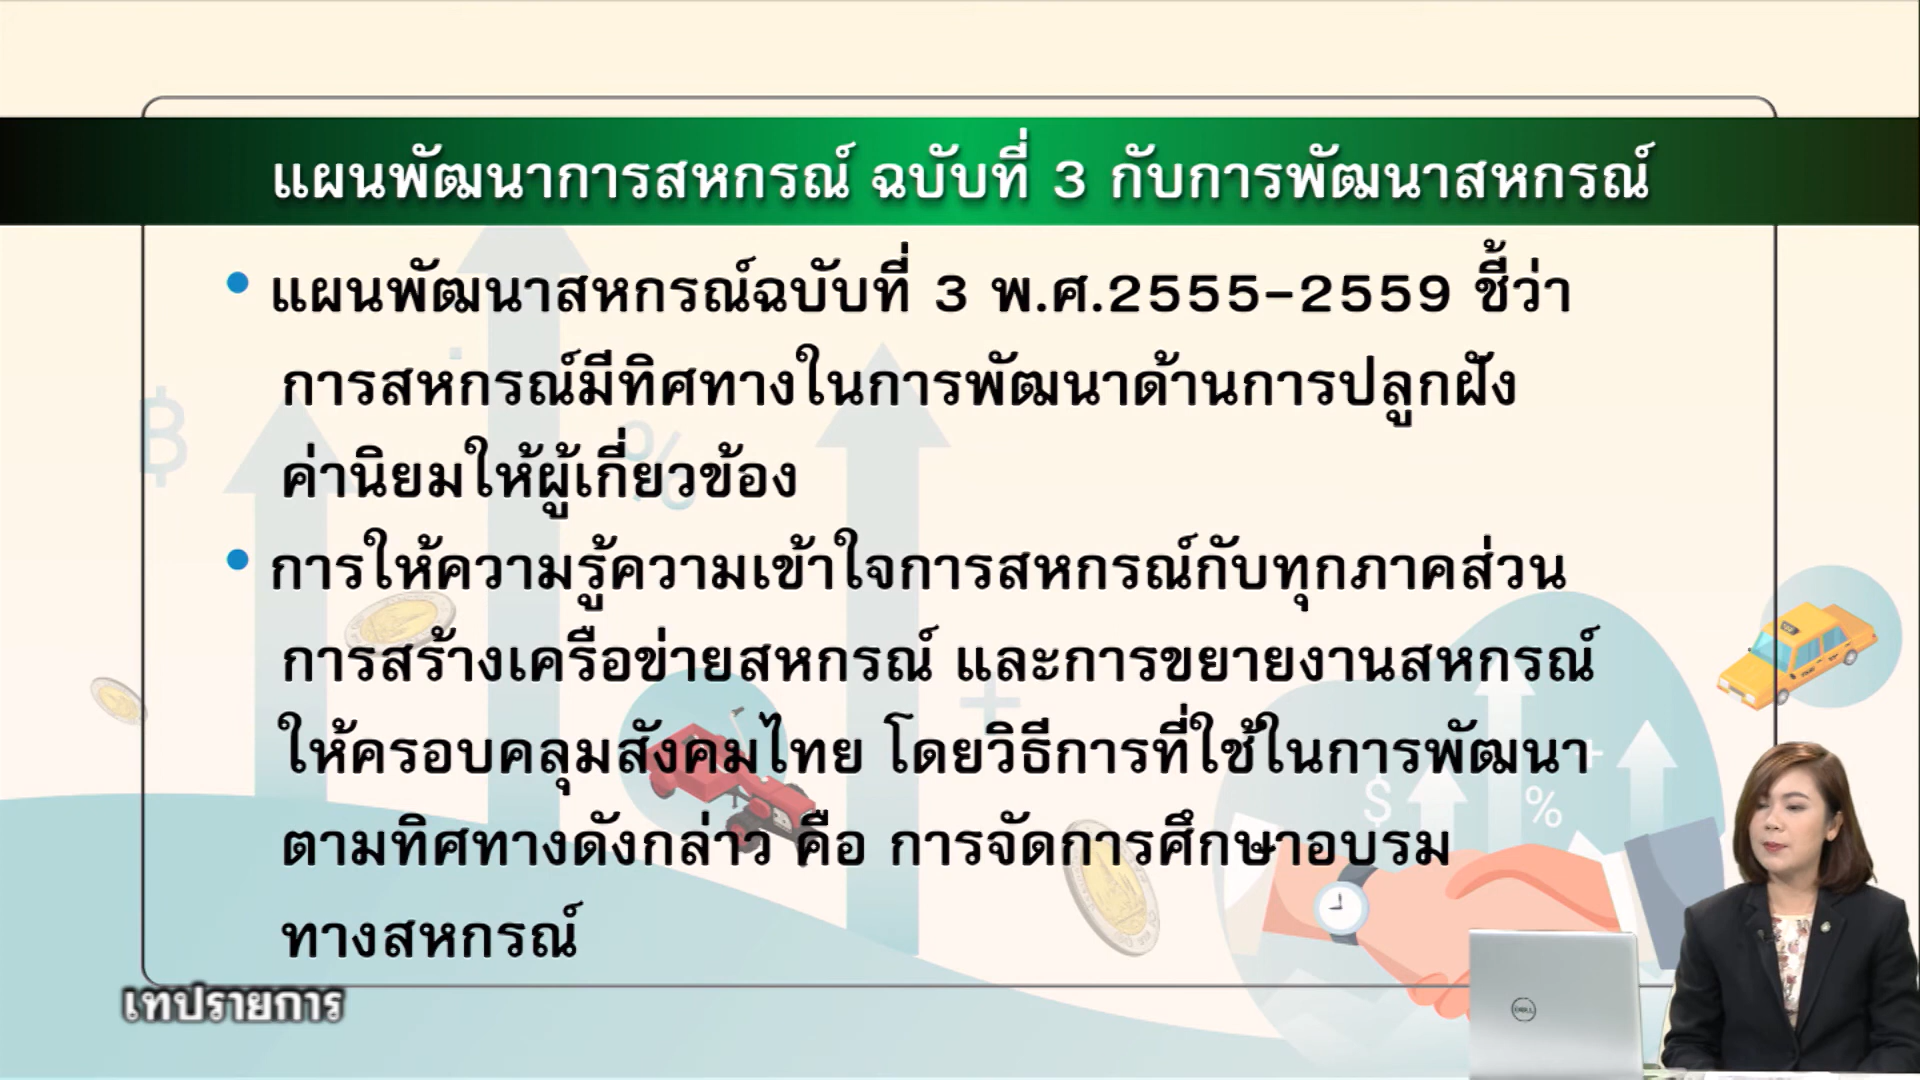 แผนพัฒนาการสหกรณ์ ฉบับที่ 3 กับการพัฒนาสหกรณ์
• แผนพัฒนาสหกรณ์ฉบับที่ 3 พ.ศ.2555-2559 ชี้ว่า
การสหกรณ์มีทิศทางในการพัฒนาด้านการปลูกฝัง
ค่านิยมให้ผู้เกี่ยวข้อง
• การให้ความรู้ความเข้าใจการสหกรณ์กับทุกภาคส่วน
การสร้างเครือข่ายสหกรณ์ และการขยายงานสหกรณ์
ให้ครอบคลุมสังคมไทย โดยวิธีการที่ใช้ในการพัฒนา
ตามทิศทางดังกล่าว คือ การจัดการศึกษาอบรม
ทางสหกรณ์
เทปรายการ
DELL